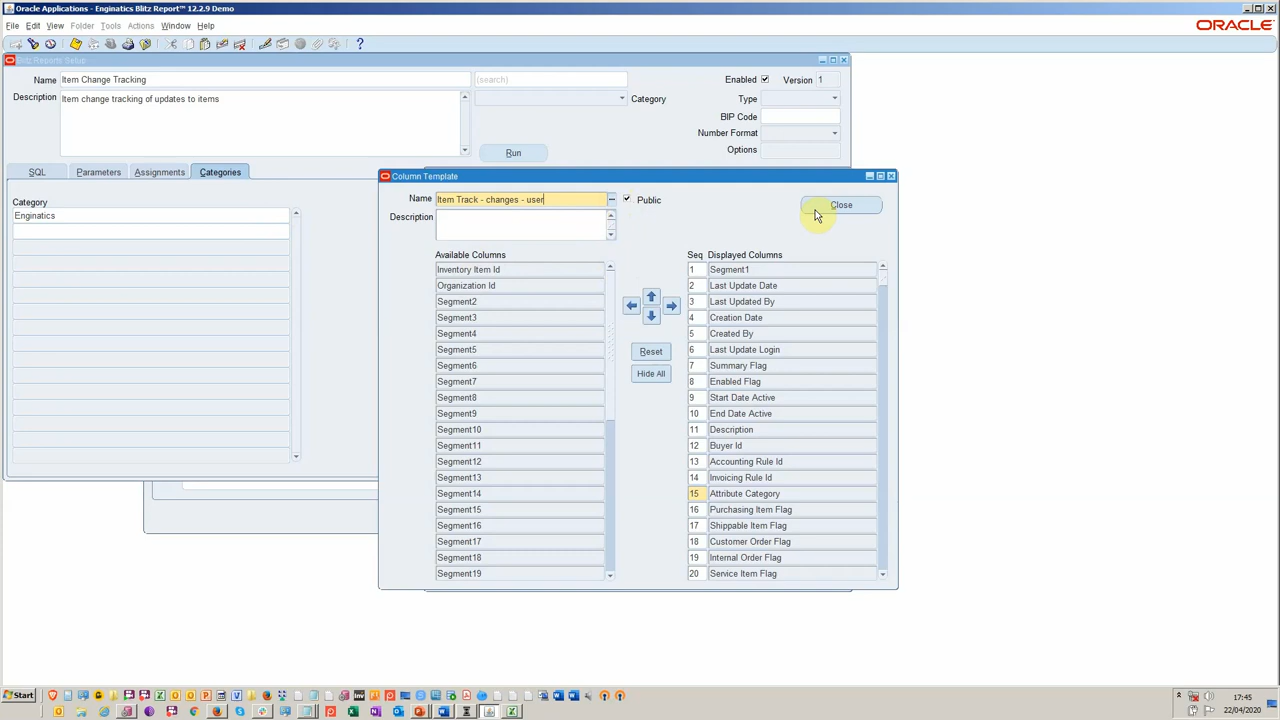 Oracle Applications - Enginatics Blitz Report™ 12.2.9 Demo
File Edit View Folder Tools Actions Window Help
ORACLE
Blitz Reports Setup
Name Item Change Tracking (search) Enabled Version 1
Description Item change tracking of updates to items Category Type
BIP Code
Number Format
Options
Run
SQL Parameters Assignments Categories
Category
Enginatics
Column Template
Name Item Track - changes - user Public Close
Description
Available Columns Seq Displayed Columns
Inventory Item Id 1 Segment1
Organization Id 2 Last Update Date
Segment2 3 Last Updated By
Segment3 4 Creation Date
Segment4 5 Created By
Segment5 Reset 6 Last Update Login
Segment6 Hide All 7 Summary Flag
Segment7 8 Enabled Flag
Segment8 9 Start Date Active
Segment9 10 End Date Active
Segment10 11 Description
Segment11 12 Buyer Id
Segment12 13 Accounting Rule Id
Segment13 14 Invoicing Rule Id
Segment14 15 Attribute Category
Segment15 16 Purchasing Item Flag
Segment16 17 Shippable Item Flag
Segment17 18 Customer Order Flag
Segment18 19 Internal Order Flag
Segment19 20 Service Item Flag
Start
17:45
22/04/2020